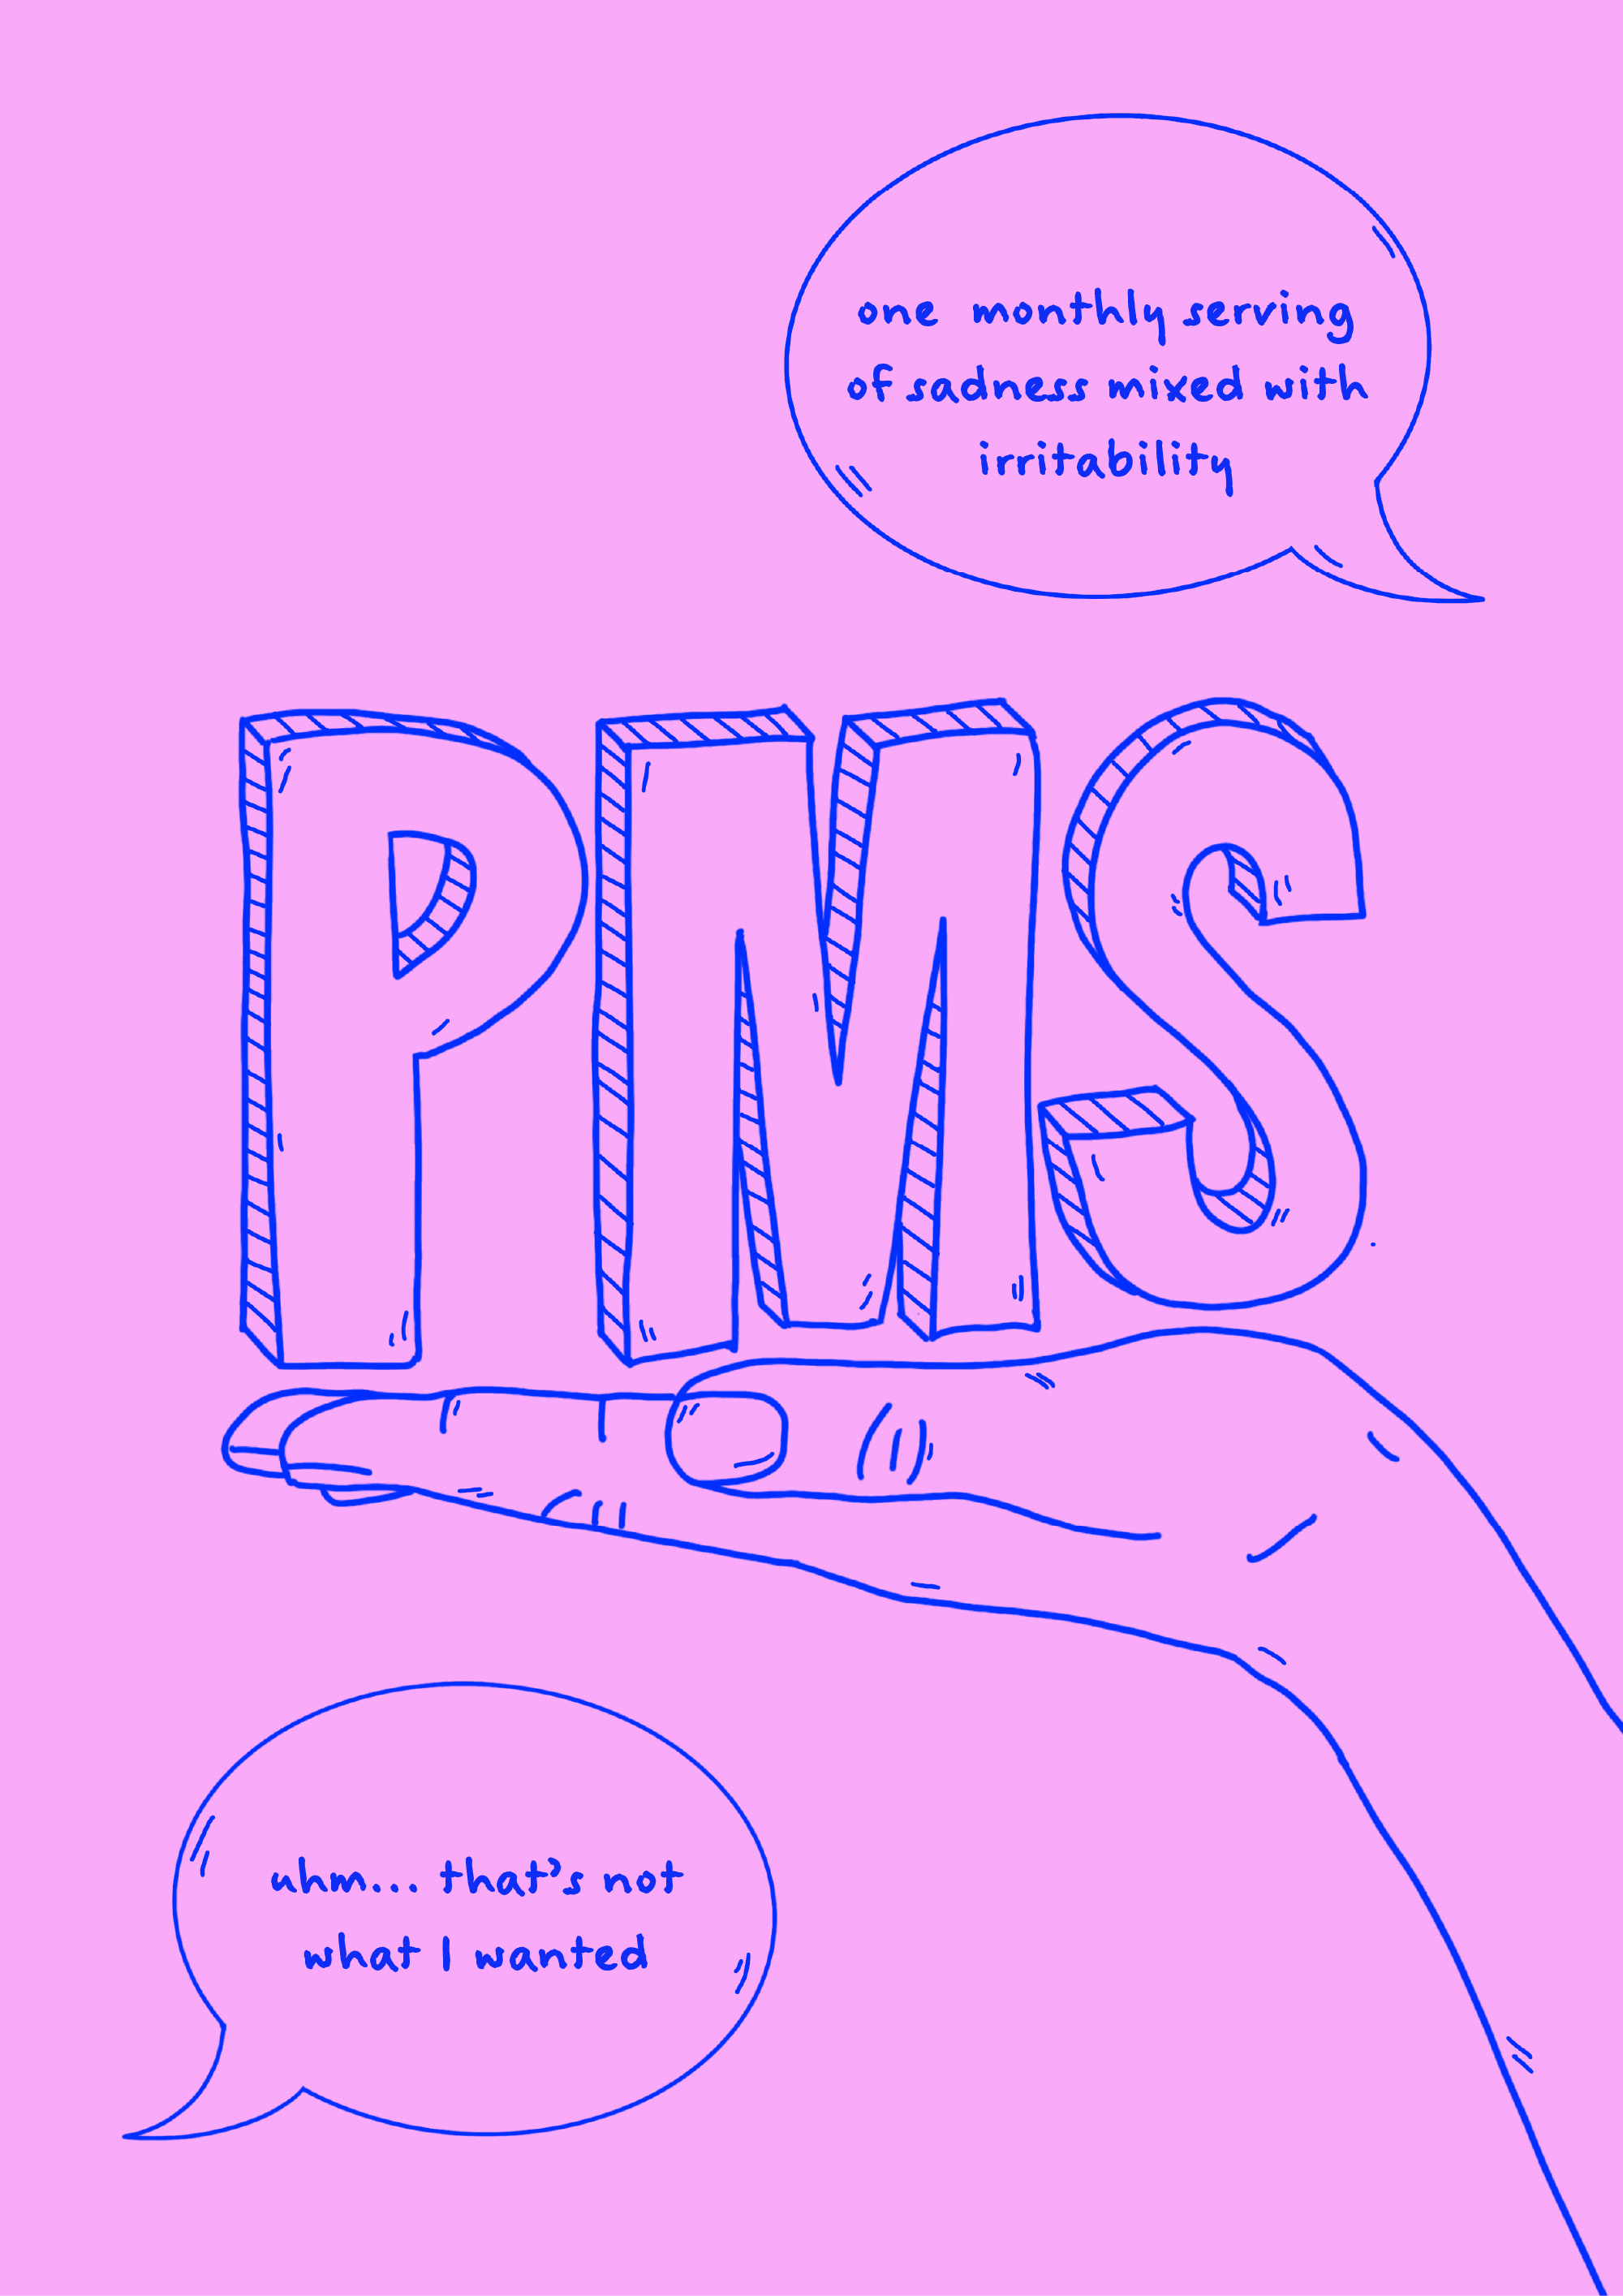 one monthly serving
of sadness mixed with
irritability
PMS
uhm... that's not
what I wanted